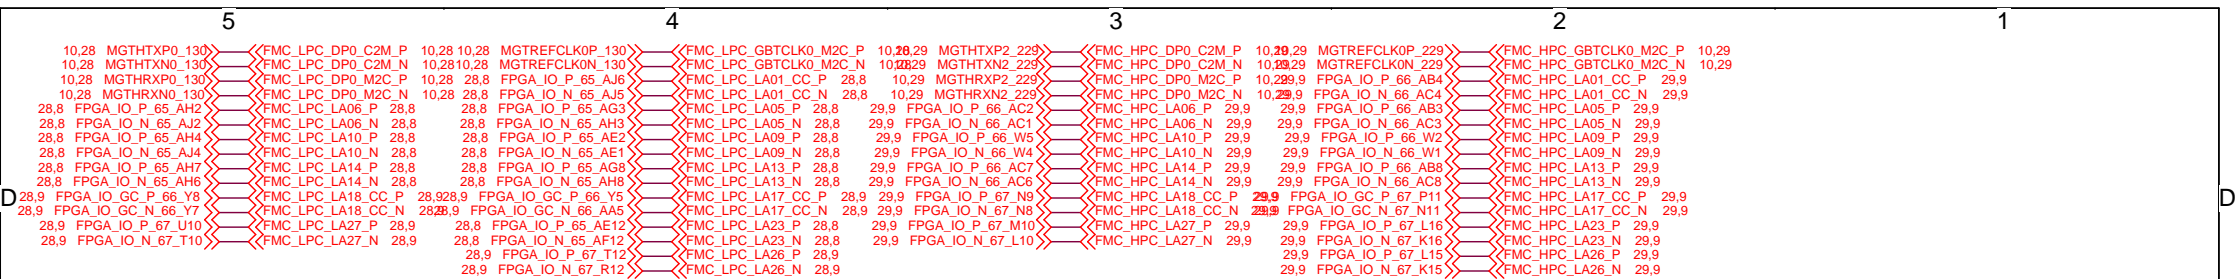 5 4 3 2 1
10,28 MGTHTXP0_130 FMC_LPC_DP0_C2M_P 10,28 10,28 MGTREFCLK0P_130 FMC_LPC_GBTCLK0_M2C_P 10,28 10,29 MGTHTXP2_229 FMC_HPC_DP0_C2M_P 10,29 10,29 MGTREFCLK0P_229 FMC_HPC_GBTCLK0_M2C_P 10,29
10,28 MGTHTXN0_130 FMC_LPC_DP0_C2M_N 10,28 10,28 MGTREFCLK0N_130 FMC_LPC_GBTCLK0_M2C_N 10,28 10,29 MGTHTXN2_229 FMC_HPC_DP0_C2M_N 10,29 10,29 MGTREFCLK0N_229 FMC_HPC_GBTCLK0_M2C_N 10,29
10,28 MGTHRXP0_130 FMC_LPC_DP0_M2C_P 10,28 28,8 FPGA_IO_P_65_AJ6 FMC_LPC_LA01_CC_P 28,8 10,29 MGTHRXP2_229 FMC_HPC_DP0_M2C_P 10,29 29,9 FPGA_IO_P_66_AB4 FMC_HPC_LA01_CC_P 29,9
10,28 MGTHRXN0_130 FMC_LPC_DP0_M2C_N 10,28 28,8 FPGA_IO_N_65_AJ5 FMC_LPC_LA01_CC_N 28,8 10,29 MGTHRXN2_229 FMC_HPC_DP0_M2C_N 10,29 29,9 FPGA_IO_N_66_AC4 FMC_HPC_LA01_CC_N 29,9
28,8 FPGA_IO_P_65_AH2 FMC_LPC_LA06_P 28,8 28,8 FPGA_IO_P_65_AG3 FMC_LPC_LA05_P 28,8 29,9 FPGA_IO_P_66_AC2 FMC_HPC_LA06_P 29,9 29,9 FPGA_IO_P_66_AB3 FMC_HPC_LA05_P 29,9
28,8 FPGA_IO_N_65_AJ2 FMC_LPC_LA06_N 28,8 28,8 FPGA_IO_N_65_AH3 FMC_LPC_LA05_N 28,8 29,9 FPGA_IO_N_66_AC1 FMC_HPC_LA06_N 29,9 29,9 FPGA_IO_N_66_AC3 FMC_HPC_LA05_N 29,9
28,8 FPGA_IO_P_65_AH4 FMC_LPC_LA10_P 28,8 28,8 FPGA_IO_P_65_AE2 FMC_LPC_LA09_P 28,8 29,9 FPGA_IO_P_66_W5 FMC_HPC_LA10_P 29,9 29,9 FPGA_IO_P_66_W2 FMC_HPC_LA09_P 29,9
28,8 FPGA_IO_N_65_AJ4 FMC_LPC_LA10_N 28,8 28,8 FPGA_IO_N_65_AE1 FMC_LPC_LA09_N 28,8 29,9 FPGA_IO_N_66_W4 FMC_HPC_LA10_N 29,9 29,9 FPGA_IO_N_66_W1 FMC_HPC_LA09_N 29,9
28,8 FPGA_IO_P_65_AH7 FMC_LPC_LA14_P 28,8 28,8 FPGA_IO_P_65_AG8 FMC_LPC_LA13_P 28,8 29,9 FPGA_IO_P_66_AC7 FMC_HPC_LA14_P 29,9 29,9 FPGA_IO_P_66_AB8 FMC_HPC_LA13_P 29,9
28,8 FPGA_IO_N_65_AH6 FMC_LPC_LA14_N 28,8 28,8 FPGA_IO_N_65_AH8 FMC_LPC_LA13_N 28,8 29,9 FPGA_IO_N_66_AC6 FMC_HPC_LA14_N 29,9 29,9 FPGA_IO_N_66_AC8 FMC_HPC_LA13_N 29,9
D 28,9 FPGA_IO_GC_P_66_Y8 FMC_LPC_LA18_CC_P 28,9 28,9 FPGA_IO_GC_P_66_Y5 FMC_LPC_LA17_CC_P 28,9 29,9 FPGA_IO_P_67_N9 FMC_HPC_LA18_CC_P 29,9 29,9 FPGA_IO_GC_P_67_P11 FMC_HPC_LA17_CC_P 29,9 D
28,9 FPGA_IO_GC_N_66_Y7 FMC_LPC_LA18_CC_N 28,9 28,9 FPGA_IO_GC_N_66_AA5 FMC_LPC_LA17_CC_N 28,9 29,9 FPGA_IO_N_67_N8 FMC_HPC_LA18_CC_N 29,9 29,9 FPGA_IO_GC_N_67_N11 FMC_HPC_LA17_CC_N 29,9
28,9 FPGA_IO_P_67_U10 FMC_LPC_LA27_P 28,9 28,8 FPGA_IO_P_65_AE12 FMC_LPC_LA23_P 28,8 29,9 FPGA_IO_P_67_M10 FMC_HPC_LA27_P 29,9 29,9 FPGA_IO_P_67_L16 FMC_HPC_LA23_P 29,9
28,9 FPGA_IO_N_67_T10 FMC_LPC_LA27_N 28,9 28,8 FPGA_IO_N_65_AF12 FMC_LPC_LA23_N 28,8 29,9 FPGA_IO_N_67_L10 FMC_HPC_LA27_N 29,9 29,9 FPGA_IO_N_67_K16 FMC_HPC_LA23_N 29,9
28,9 FPGA_IO_P_67_T12 FMC_LPC_LA26_P 28,9 29,9 FPGA_IO_P_67_L15 FMC_HPC_LA26_P 29,9
28,9 FPGA_IO_N_67_R12 FMC_LPC_LA26_N 28,9 29,9 FPGA_IO_N_67_K15 FMC_HPC_LA26_N 29,9